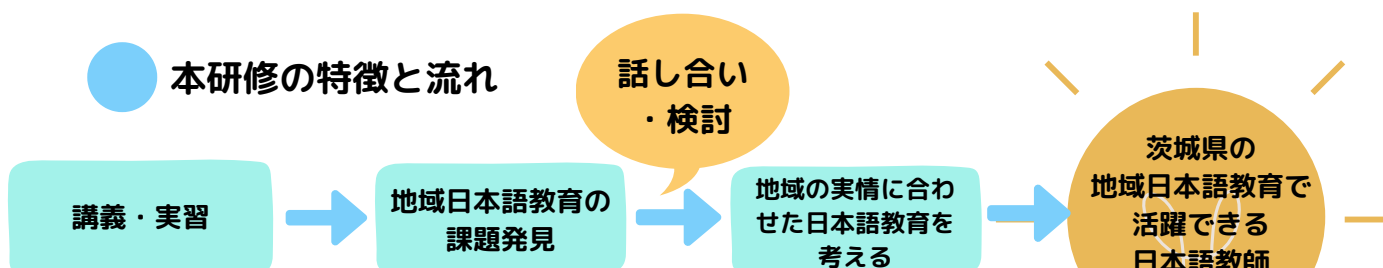 本研修の特徴と流れ
話し合い
・検討
講義・実習
地域日本語教育の
課題発見
地域の実情に合わ
せた日本語教育を
考える
茨城県の
地域日本語教育で
活躍できる
日本語教師